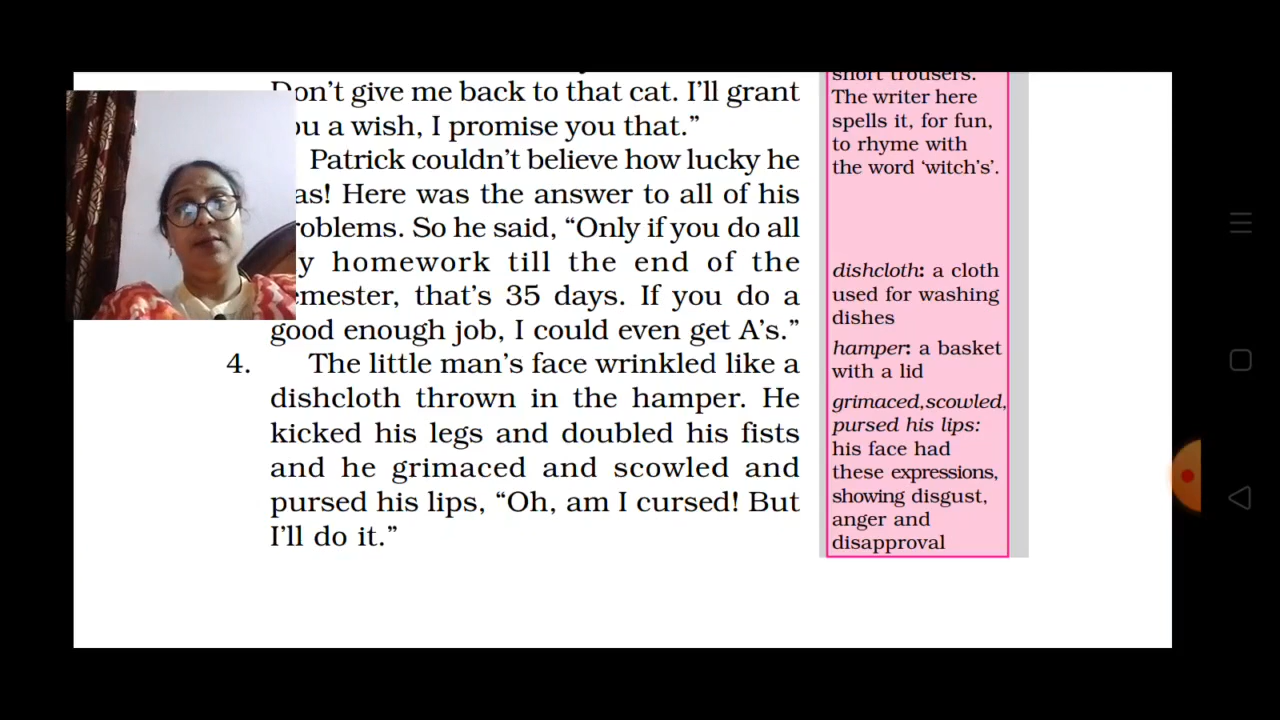 Don't give me back to that cat. I'll grant
ou a wish, I promise you that.”
Patrick couldn't believe how lucky he
as! Here was the answer to all of his
roblems. So he said, “Only if you do all
y homework till the end of the
emester, that's 35 days. If you do a
good enough job, I could even get A's.”
4. The little man's face wrinkled like a
dishcloth thrown in the hamper. He
kicked his legs and doubled his fists
and he grimaced and scowled and
pursed his lips, “Oh, am I cursed! But
I'll do it.”
short trousers.
The writer here
spells it, for fun,
to rhyme with
the word ‘witch's’.
dishcloth: a cloth
used for washing
dishes
hamper: a basket
with a lid
grimaced,scowled,
pursed his lips:
his face had
these expressions,
showing disgust,
anger and
disapproval